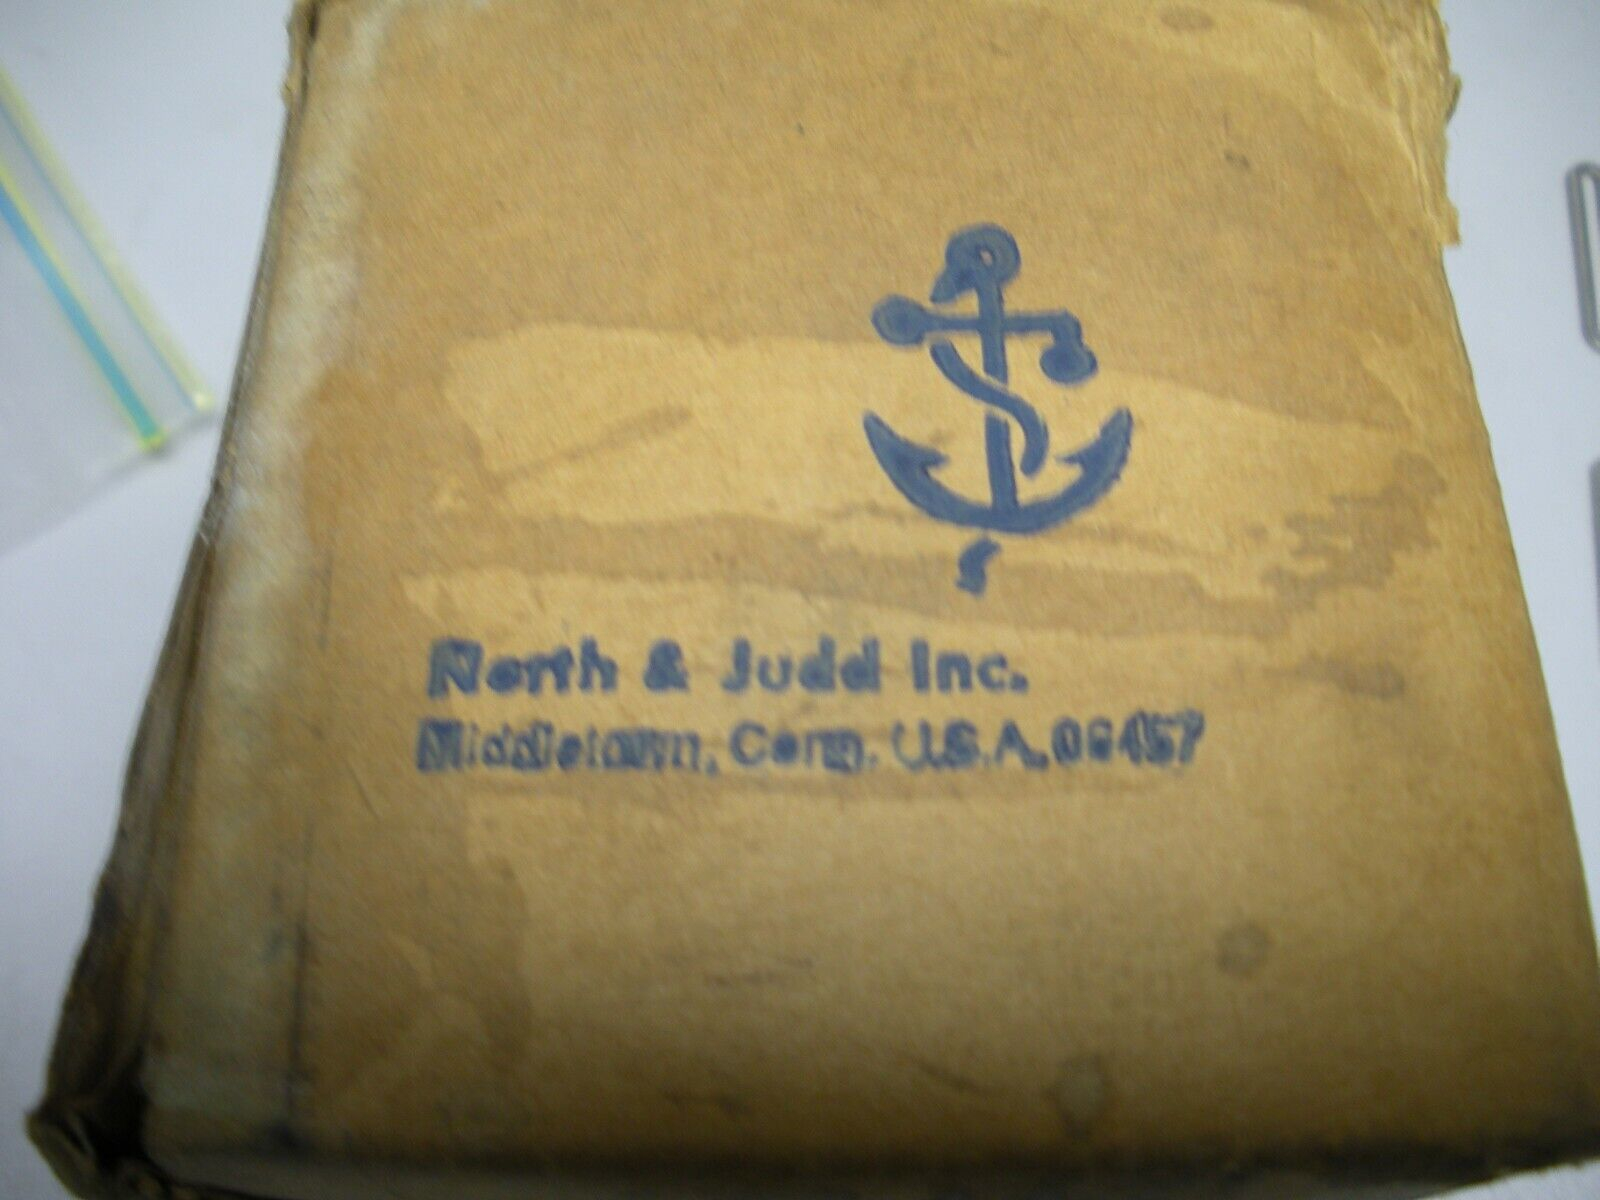 North & Judd Inc.
Middletown, Conn. U.S.A. 06457